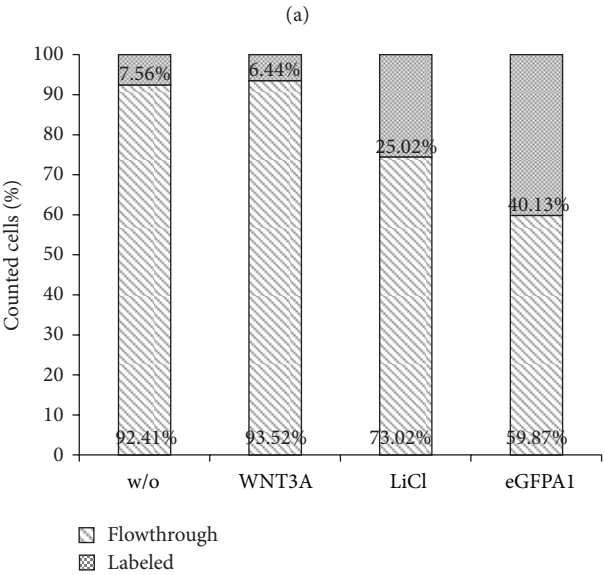 (a)
100
90
80
70
60
50
40
30
20
10
0
Counted cells (%)
7.56% 6.44% 25.02% 40.13%
92.41% 93.52% 73.02% 59.87%
w/o WNT3A LiCl eGFPA1
Flowthrough
Labeled